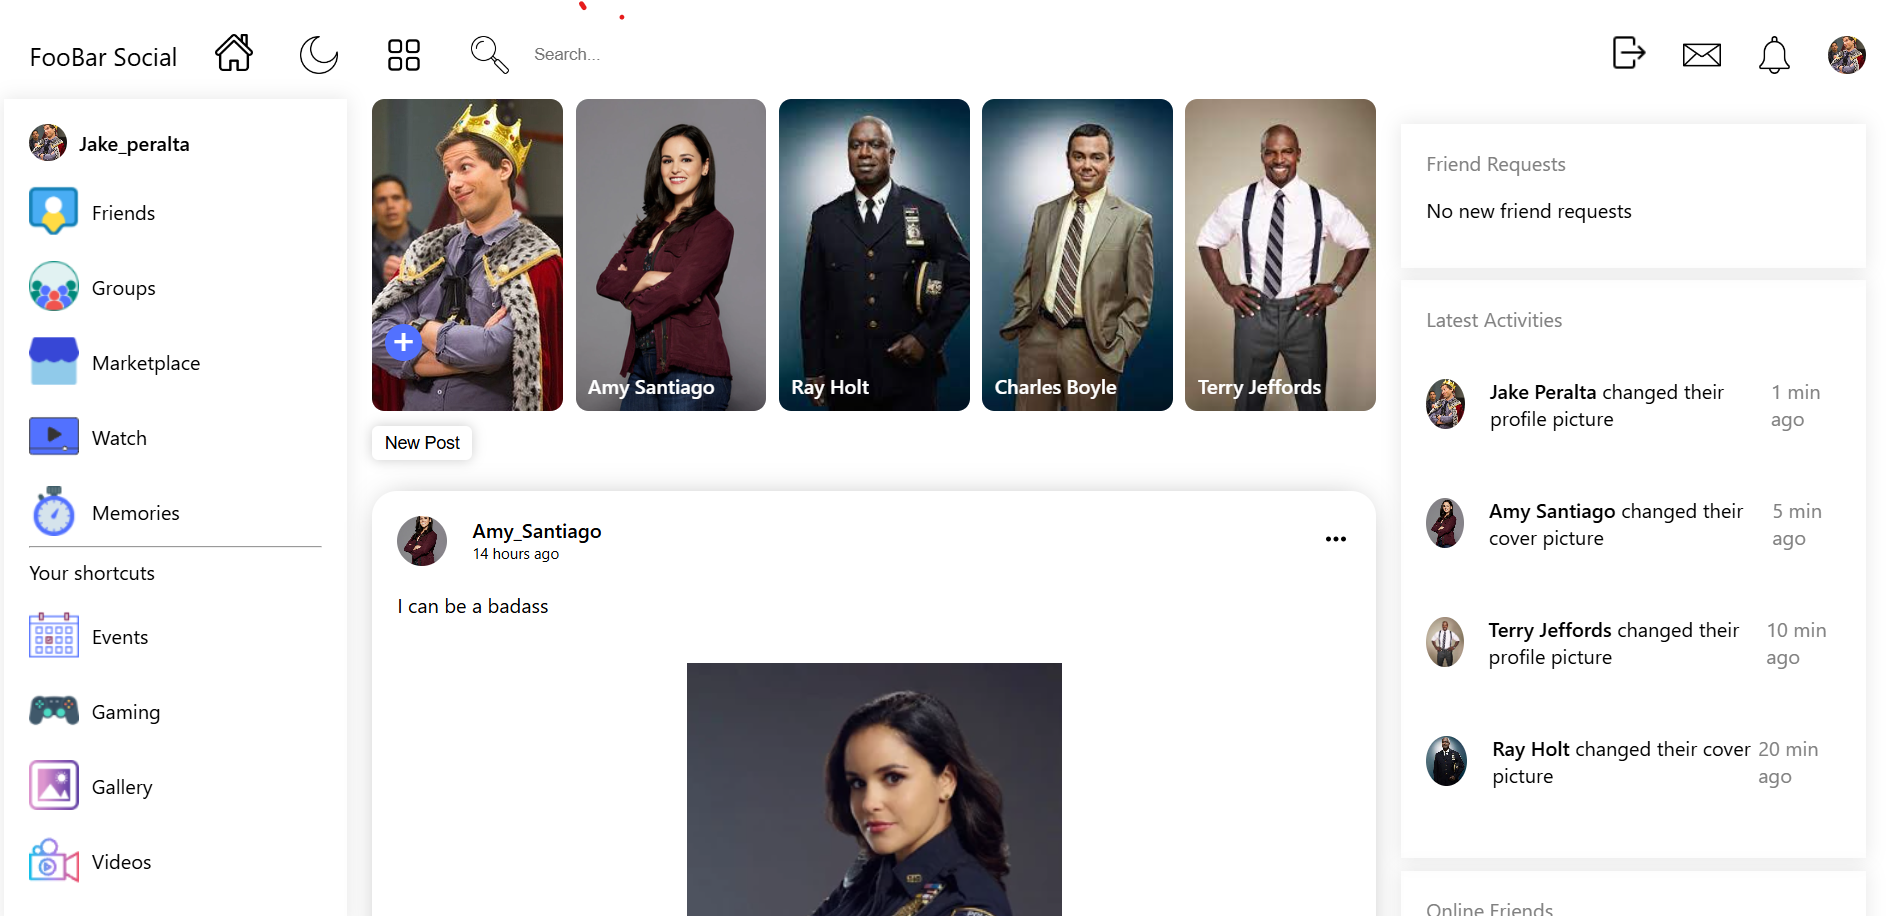 FooBar Social
Search...
Jake_peralta
Friends
Groups
Marketplace
Watch
Memories
Your shortcuts
Events
Gaming
Gallery
Videos
Amy Santiago
Ray Holt
Charles Boyle
Terry Jeffords
New Post
Amy_Santiago
14 hours ago
I can be a badass
Friend Requests
No new friend requests
Latest Activities
Jake Peralta changed their
profile picture
1 min
ago
Amy Santiago changed their
cover picture
5 min
ago
Terry Jeffords changed their
profile picture
10 min
ago
Ray Holt changed their cover
picture
20 min
ago
Online Friends